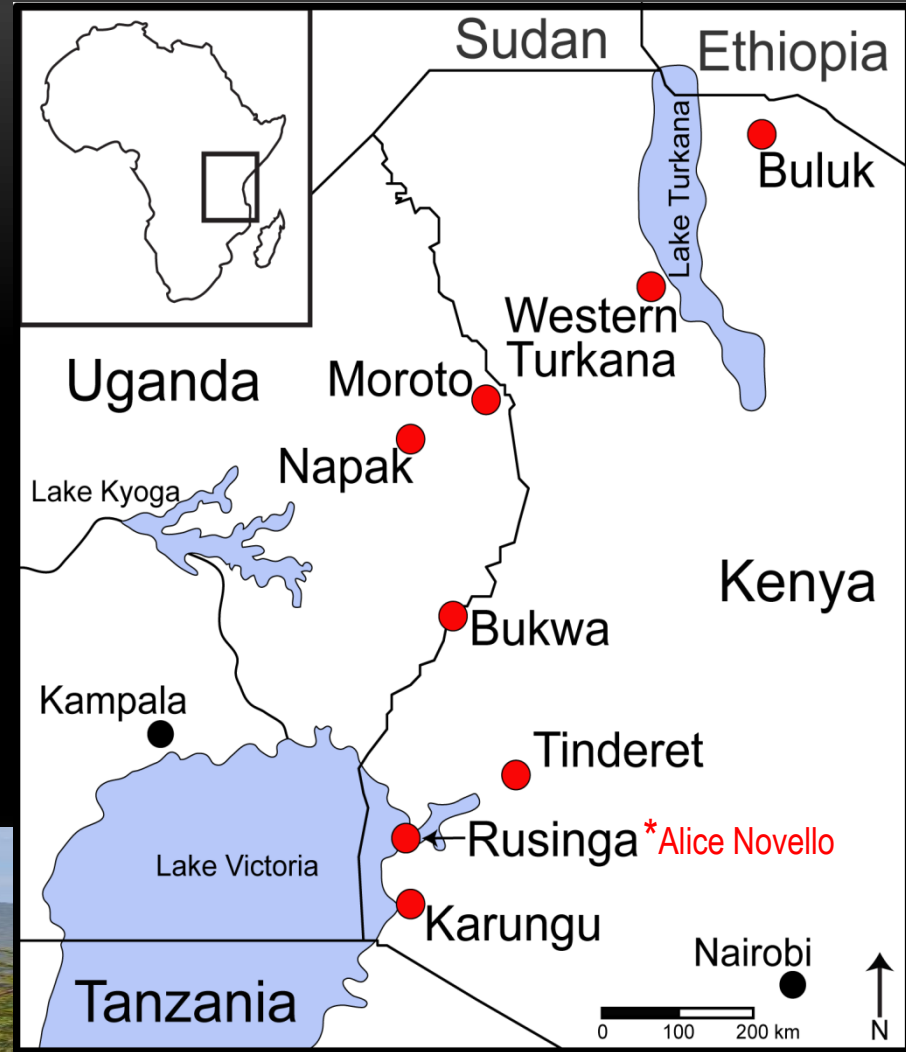 Sudan
Ethiopia
Lake Turkana
Buluk
Western
Turkana
Uganda
Moroto
Napak
Lake Kyoga
Kenya
Bukwa
Kampala
Tinderet
Rusinga *Alice Novello
Lake Victoria
Karungu
Nairobi
Tanzania
0 100 200 km
N